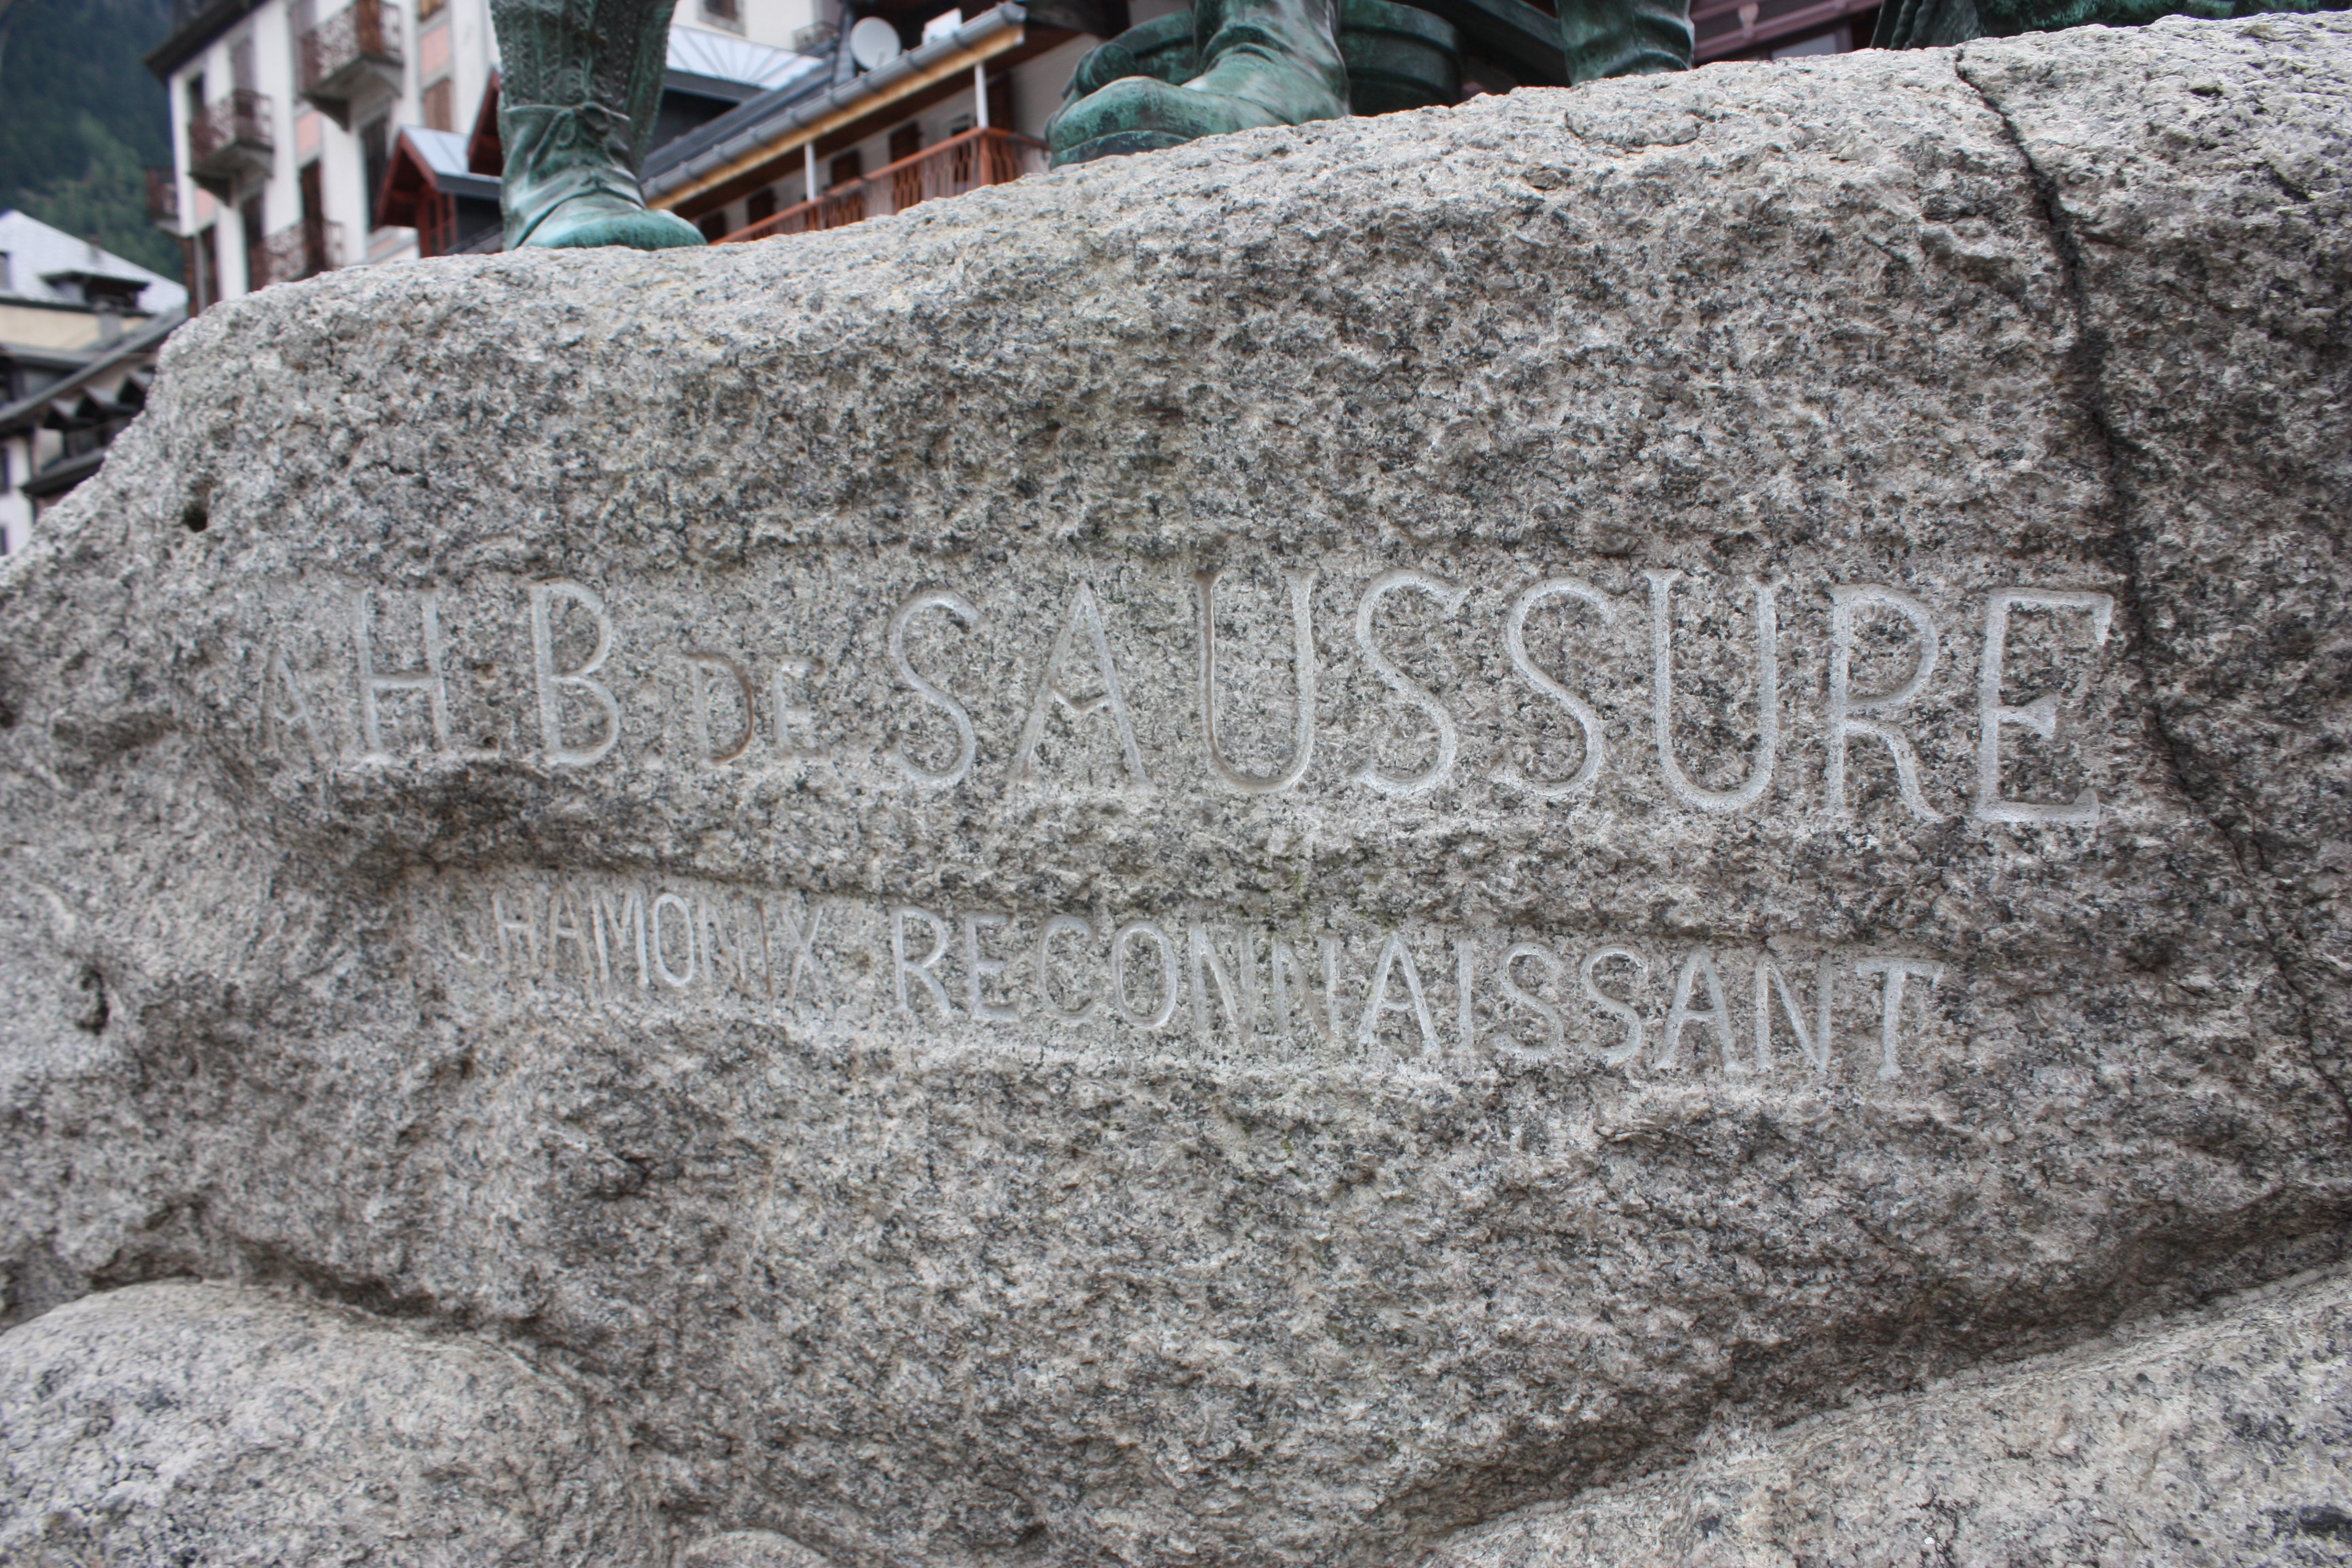 A H.B DE SAUSSURE
CHAMONIX RECONNAISSANT